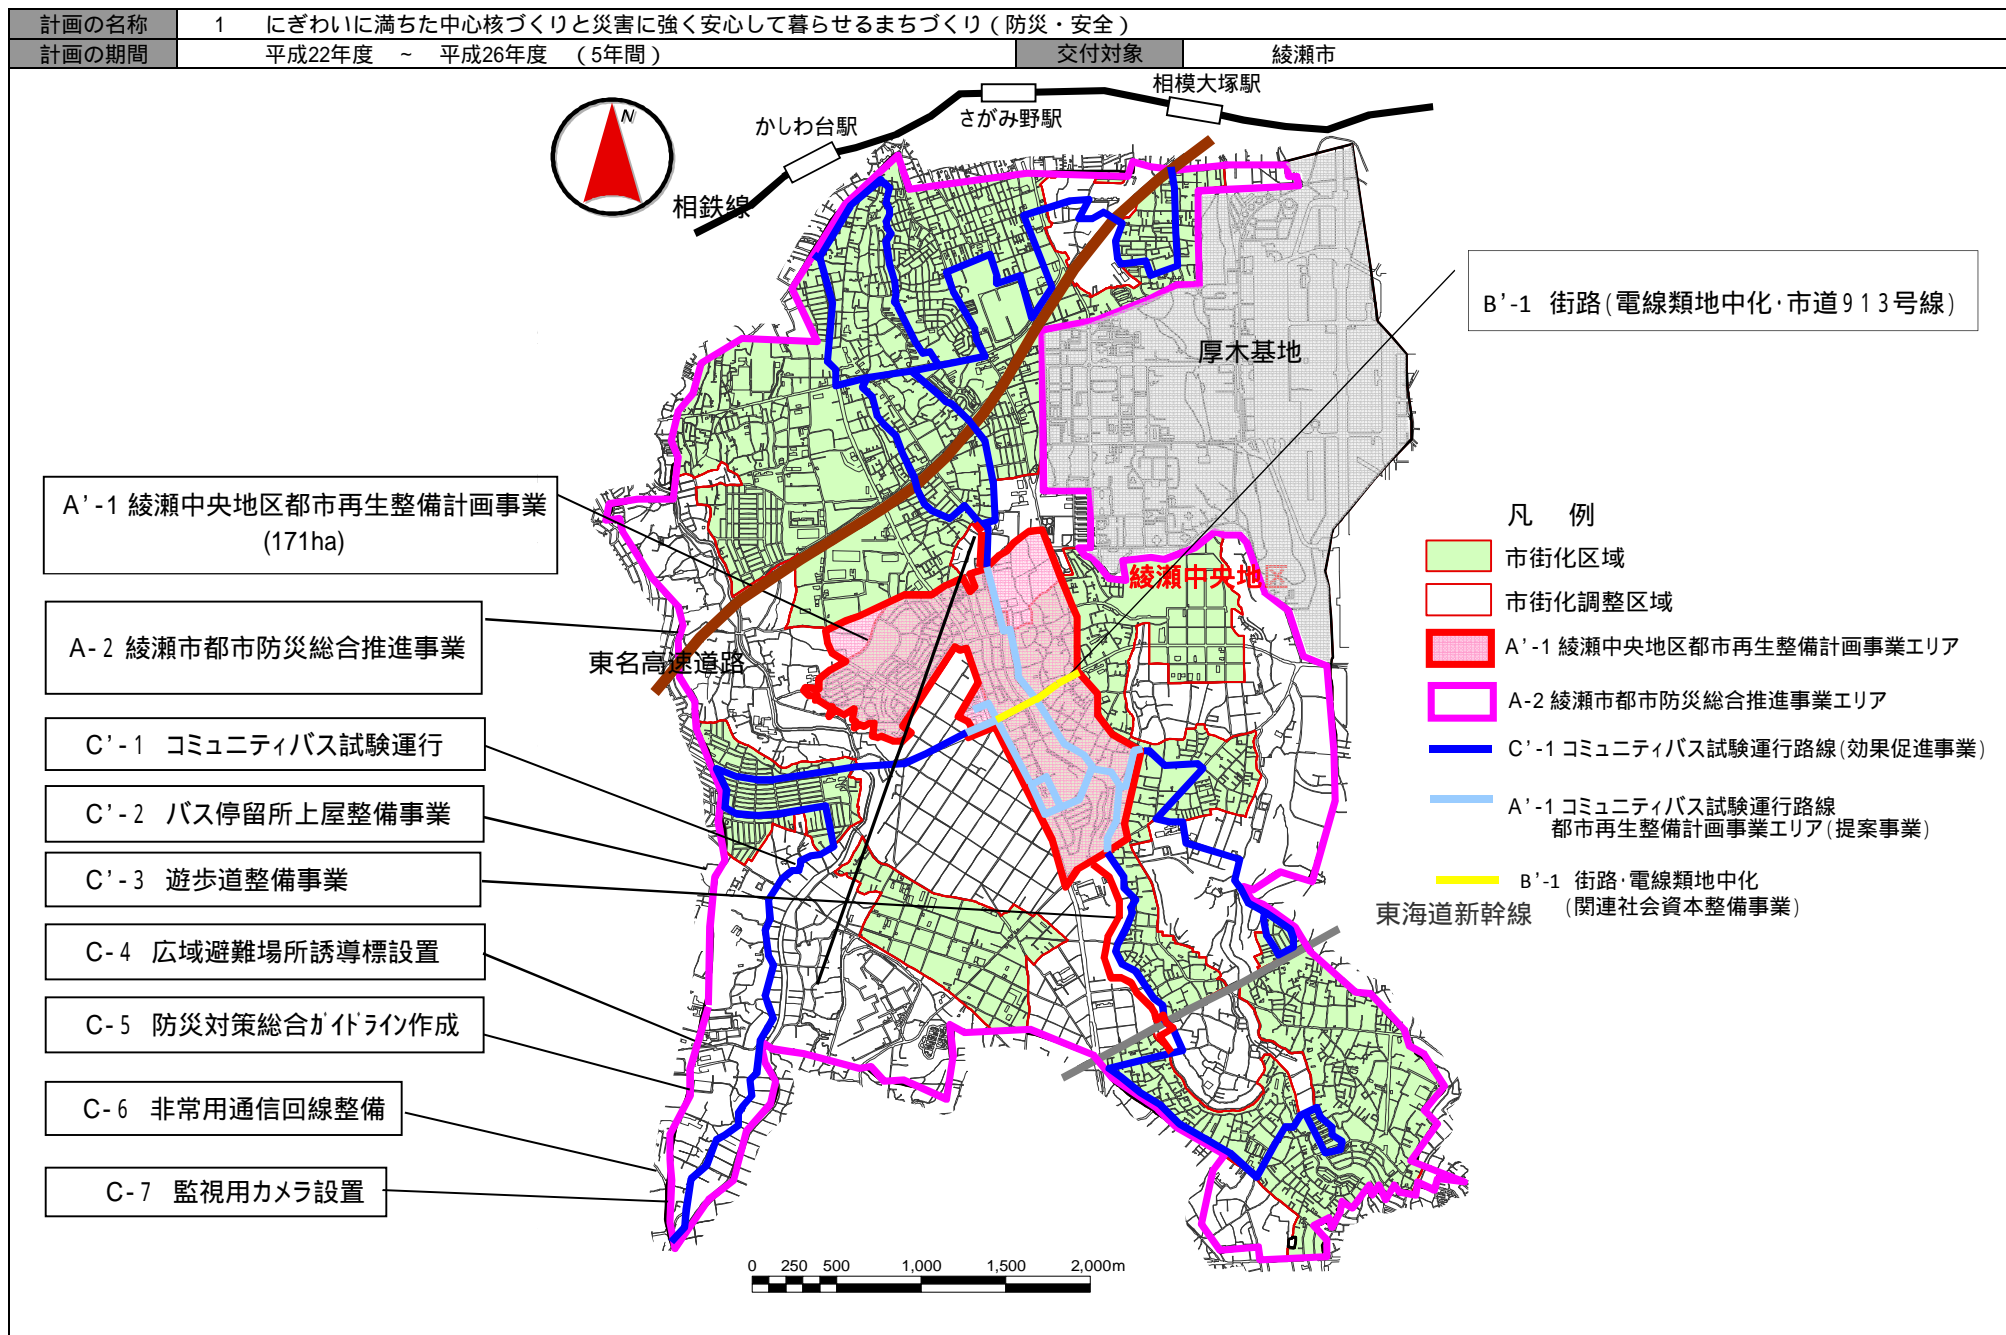 計画の名称 1 にぎわいに満ちた中心核づくりと災害に強く安心して暮らせるまちづくり（防災・安全）
計画の期間 平成22年度 ~ 平成26年度 （5年間） 交付対象 綾瀬市
相模大塚駅
さがみ野駅
かしわ台駅
N
相鉄線
B’-1 街路(電線類地中化･市道913号線)
厚木基地
A’-1 綾瀬中央地区都市再生整備計画事業
(171ha)
A-2 綾瀬市都市防災総合推進事業
C’-1 コミュニティバス試験運行
C’-2 バス停留所上屋整備事業
C’-3 遊歩道整備事業
C-4 広域避難場所誘導標設置
C-5 防災対策総合ｶﾞｲﾄﾞﾗｲﾝ作成
C-6 非常用通信回線整備
C-7 監視用カメラ設置
綾瀬中央地区
東名高速道路
東海道新幹線
凡 例
市街化区域
市街化調整区域
A’-1 綾瀬中央地区都市再生整備計画事業エリア
A-2 綾瀬市都市防災総合推進事業エリア
C’-1 コミュニティバス試験運行路線(効果促進事業)
A’-1 コミュニティバス試験運行路線
都市再生整備計画事業エリア(提案事業)
B’-1 街路･電線類地中化
(関連社会資本整備事業)
0 250 500 1,000 1,500 2,000m